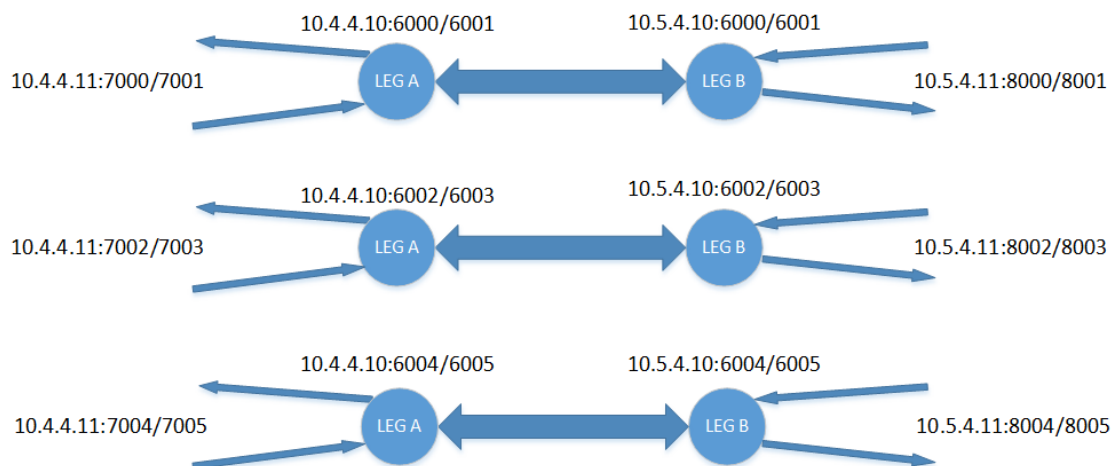 10.4.4.10:6000/6001
10.5.4.10:6000/6001
10.4.4.11:7000/7001
LEG A
LEG B
10.5.4.11:8000/8001
10.4.4.10:6002/6003
10.5.4.10:6002/6003
10.4.4.11:7002/7003
LEG A
LEG B
10.5.4.11:8002/8003
10.4.4.10:6004/6005
10.5.4.10:6004/6005
10.4.4.11:7004/7005
LEG A
LEG B
10.5.4.11:8004/8005